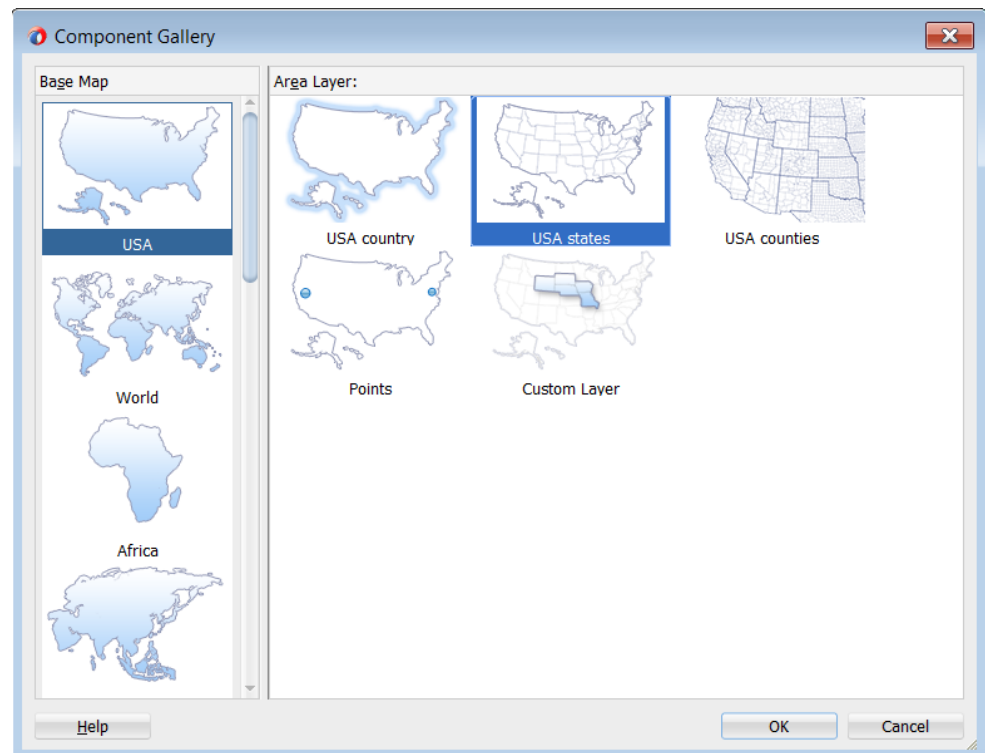 Component Gallery
Base Map
Area Layer:
USA
World
Africa
USA country
USA states
USA counties
Points
Custom Layer
Help
OK
Cancel